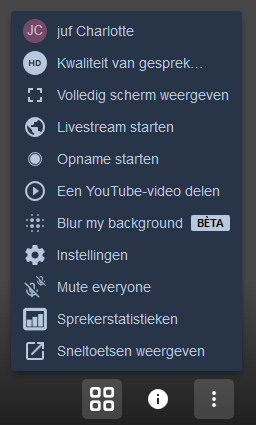 JC juf Charlotte
HD Kwaliteit van gesprek…
Volledig scherm weergeven
Livestream starten
Opname starten
Een YouTube-video delen
Blur my background BÈTA
Instellingen
Mute everyone
Sprekerstatistieken
Sneltoetsen weergeven